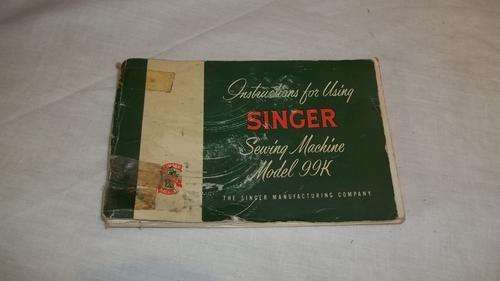 Instructions for Using
SINGER
Sewing Machine
Model 99K
THE SINGER MANUFACTURING COMPANY